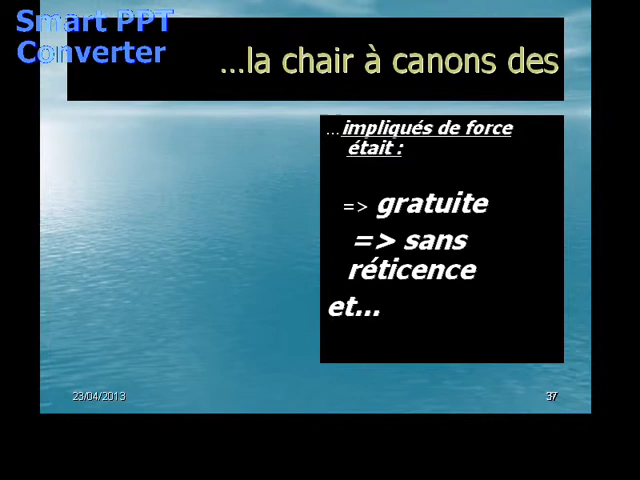 Smart PPT
Converter
...la chair à canons des
...impliqués de force
était :
=> gratuite
=> sans
réticence
et...
23/04/2013
37